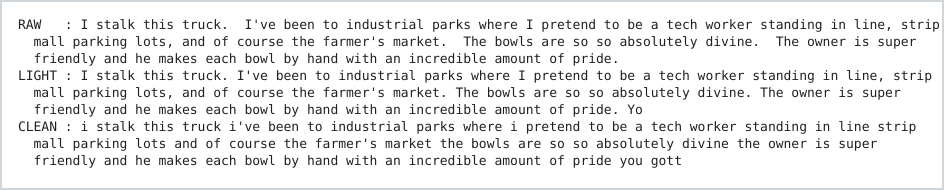 RAW   : I stalk this truck.  I've been to industrial parks where I pretend to be a tech worker standing in line, strip
  mall parking lots, and of course the farmer's market.  The bowls are so so absolutely divine.  The owner is super
  friendly and he makes each bowl by hand with an incredible amount of pride.
LIGHT : I stalk this truck. I've been to industrial parks where I pretend to be a tech worker standing in line, strip
  mall parking lots, and of course the farmer's market. The bowls are so so absolutely divine. The owner is super
  friendly and he makes each bowl by hand with an incredible amount of pride. Yo
CLEAN : i stalk this truck i've been to industrial parks where i pretend to be a tech worker standing in line strip
  mall parking lots and of course the farmer's market the bowls are so so absolutely divine the owner is super
  friendly and he makes each bowl by hand with an incredible amount of pride you gott